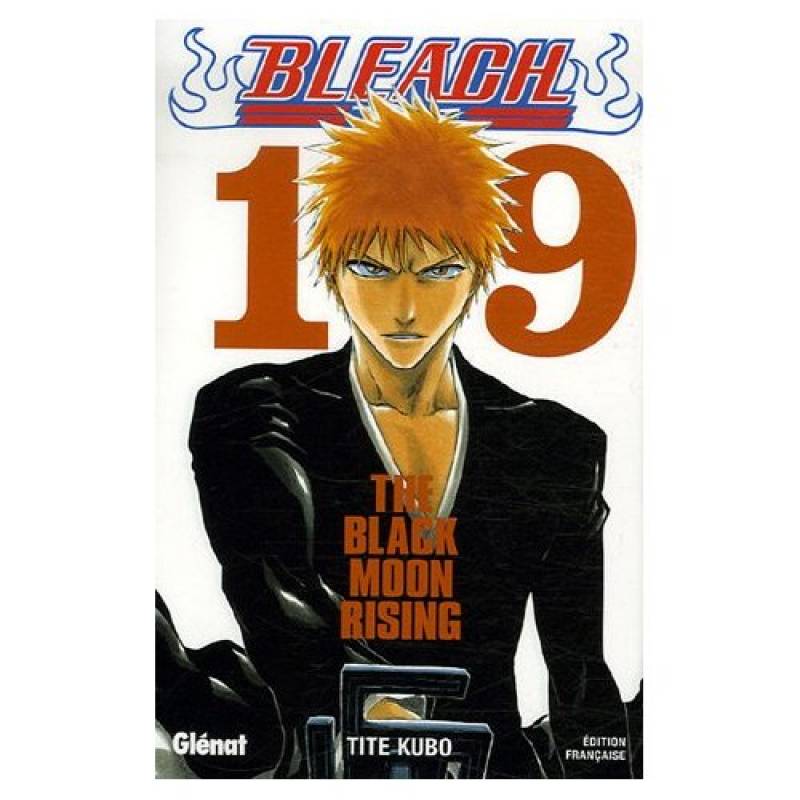 BLEACH
19
THE
BLACK
MOON
RISING
Glénat
TITE KUBO
ÉDITION
FRANÇAISE